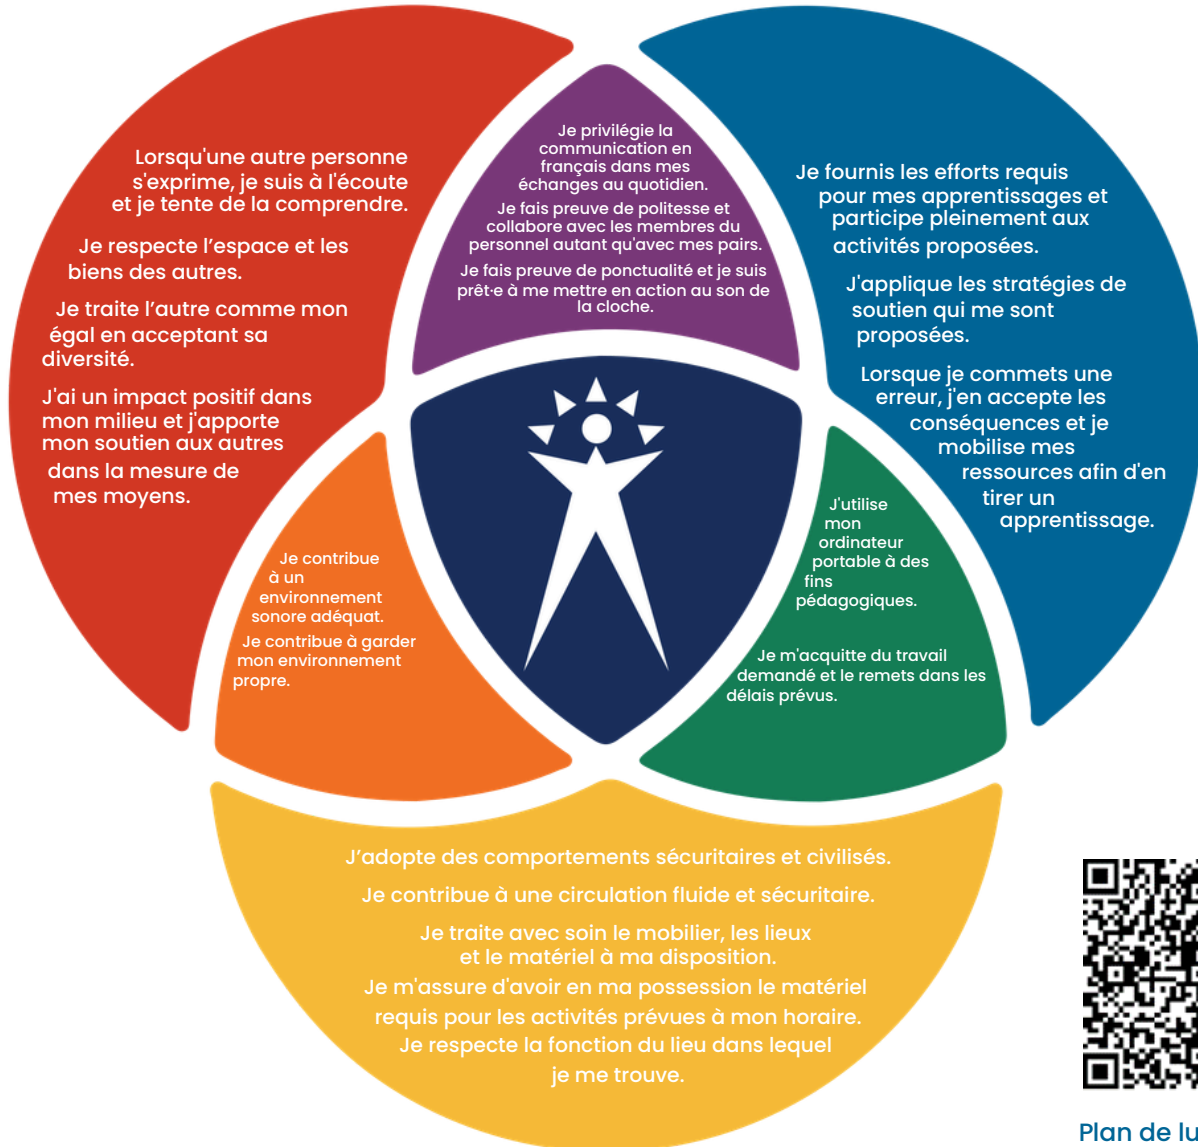 Lorsqu'une autre personne
s'exprime, je suis à l'écoute
et je tente de la comprendre.
Je respecte l’espace et les
biens des autres.
Je traite l’autre comme mon
égal en acceptant sa
diversité.
J'ai un impact positif dans
mon milieu et j'apporte
mon soutien aux autres
dans la mesure de
mes moyens.
Je privilégie la
communication en
français dans mes
échanges au quotidien.
Je fais preuve de politesse et
collabore avec les membres du
personnel autant qu'avec mes pairs.
Je fais preuve de ponctualité et je suis
prêt·e à me mettre en action au son de
la cloche.
Je fournis les efforts requis
pour mes apprentissages et
participe pleinement aux
activités proposées.
J'applique les stratégies de
soutien qui me sont
proposées.
Lorsque je commets une
erreur, j'en accepte les
conséquences et je
mobilise mes
ressources afin d'en
tirer un
apprentissage.
Je contribue
à un
environnement
sonore adéquat.
Je contribue à garder
mon environnement
propre.
J'utilise
mon
ordinateur
portable à des
fins
pédagogiques.
Je m'acquitte du travail
demandé et le remets dans les
délais prévus.
J’adopte des comportements sécuritaires et civilisés.
Je contribue à une circulation fluide et sécuritaire.
Je traite avec soin le mobilier, les lieux
et le matériel à ma disposition.
Je m'assure d'avoir en ma possession le matériel
requis pour les activités prévues à mon horaire.
Je respecte la fonction du lieu dans lequel
je me trouve.
Plan de lu